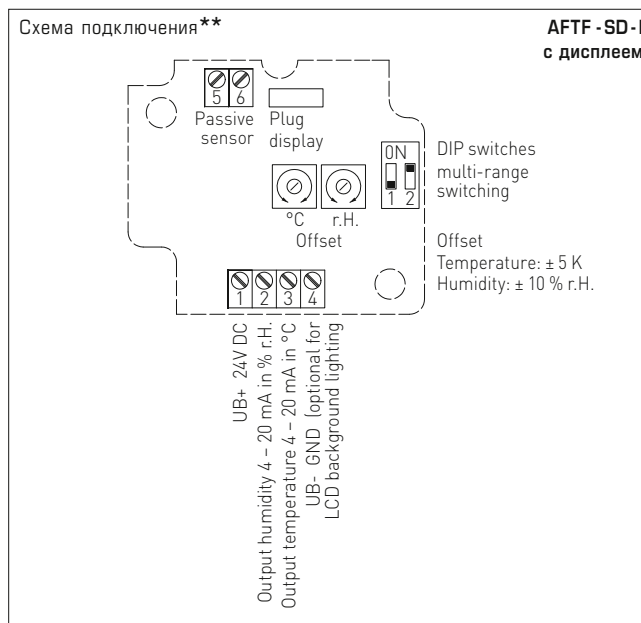 Схема подключения**
AFTF - SD -
с дисплеем
5 6
Passive
sensor
Plug
display
ON
1 2
DIP switches
multi-range
switching
°C r.H.
Offset
Offset
Temperature: ± 5 K
Humidity: ± 10 % r.H.
1 2 3 4
UB+ 24V DC
Output humidity 4 – 20 mA in % r.H.
Output temperature 4 – 20 mA in °C
UB- GND (optional for
LCD background lighting